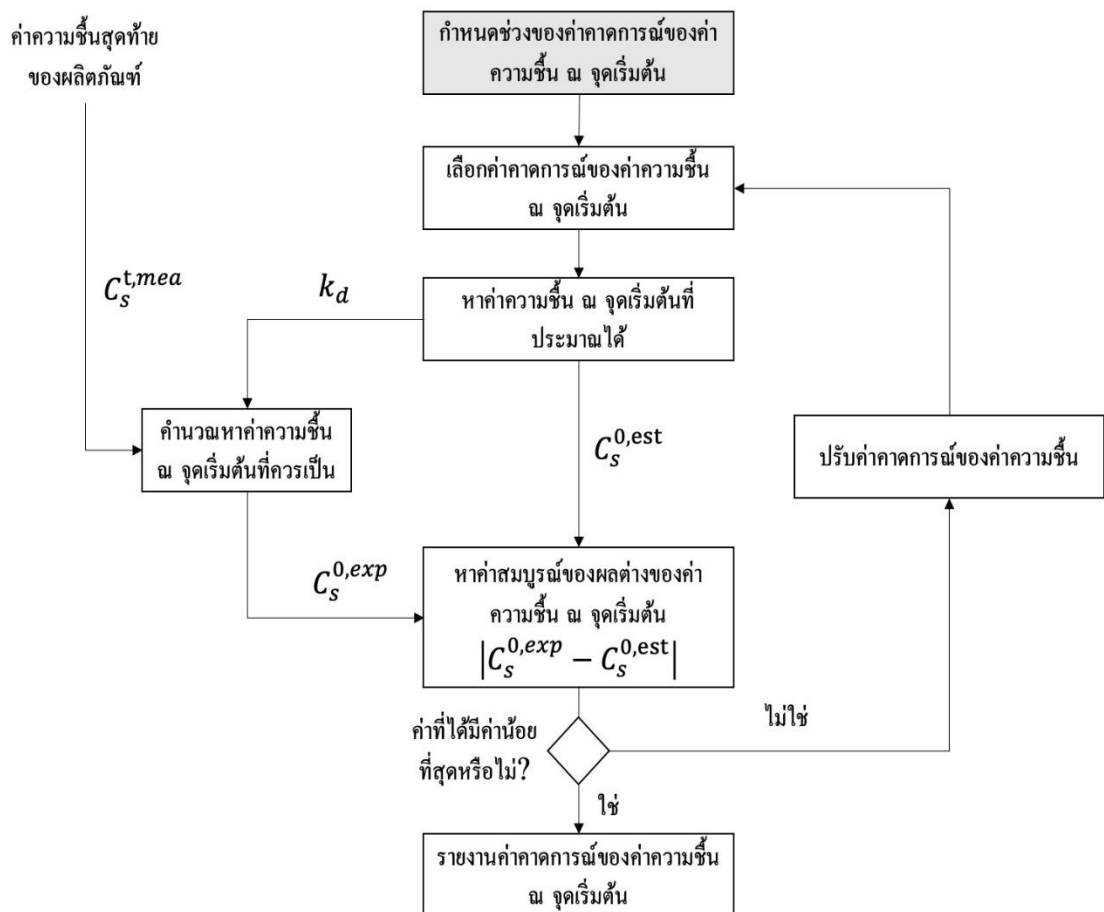 ค่าความชื้นสุดท้าย
ของผลิตภัณฑ์
กำหนดช่วงของค่าคาดการณ์ของค่า
ความชื้น ณ จุดเริ่มต้น
เลือกค่าคาดการณ์ของค่าความชื้น
ณ จุดเริ่มต้น
C_s^{t,mea}
k_d
หาค่าความชื้น ณ จุดเริ่มต้นที่
ประมาณได้
คำนวณหาค่าความชื้น
ณ จุดเริ่มต้นที่ควรเป็น
C_s^{0,est}
ปรับค่าคาดการณ์ของค่าความชื้น
C_s^{0,exp}
หาค่าสมบูรณ์ของผลต่างของค่า
ความชื้น ณ จุดเริ่มต้น
|C_s^{0,exp} − C_s^{0,est}|
ค่าที่ได้มีค่าน้อย
ที่สุดหรือไม่?
ไม่ใช่
ใช่
รายงานค่าคาดการณ์ของค่าความชื้น
ณ จุดเริ่มต้น